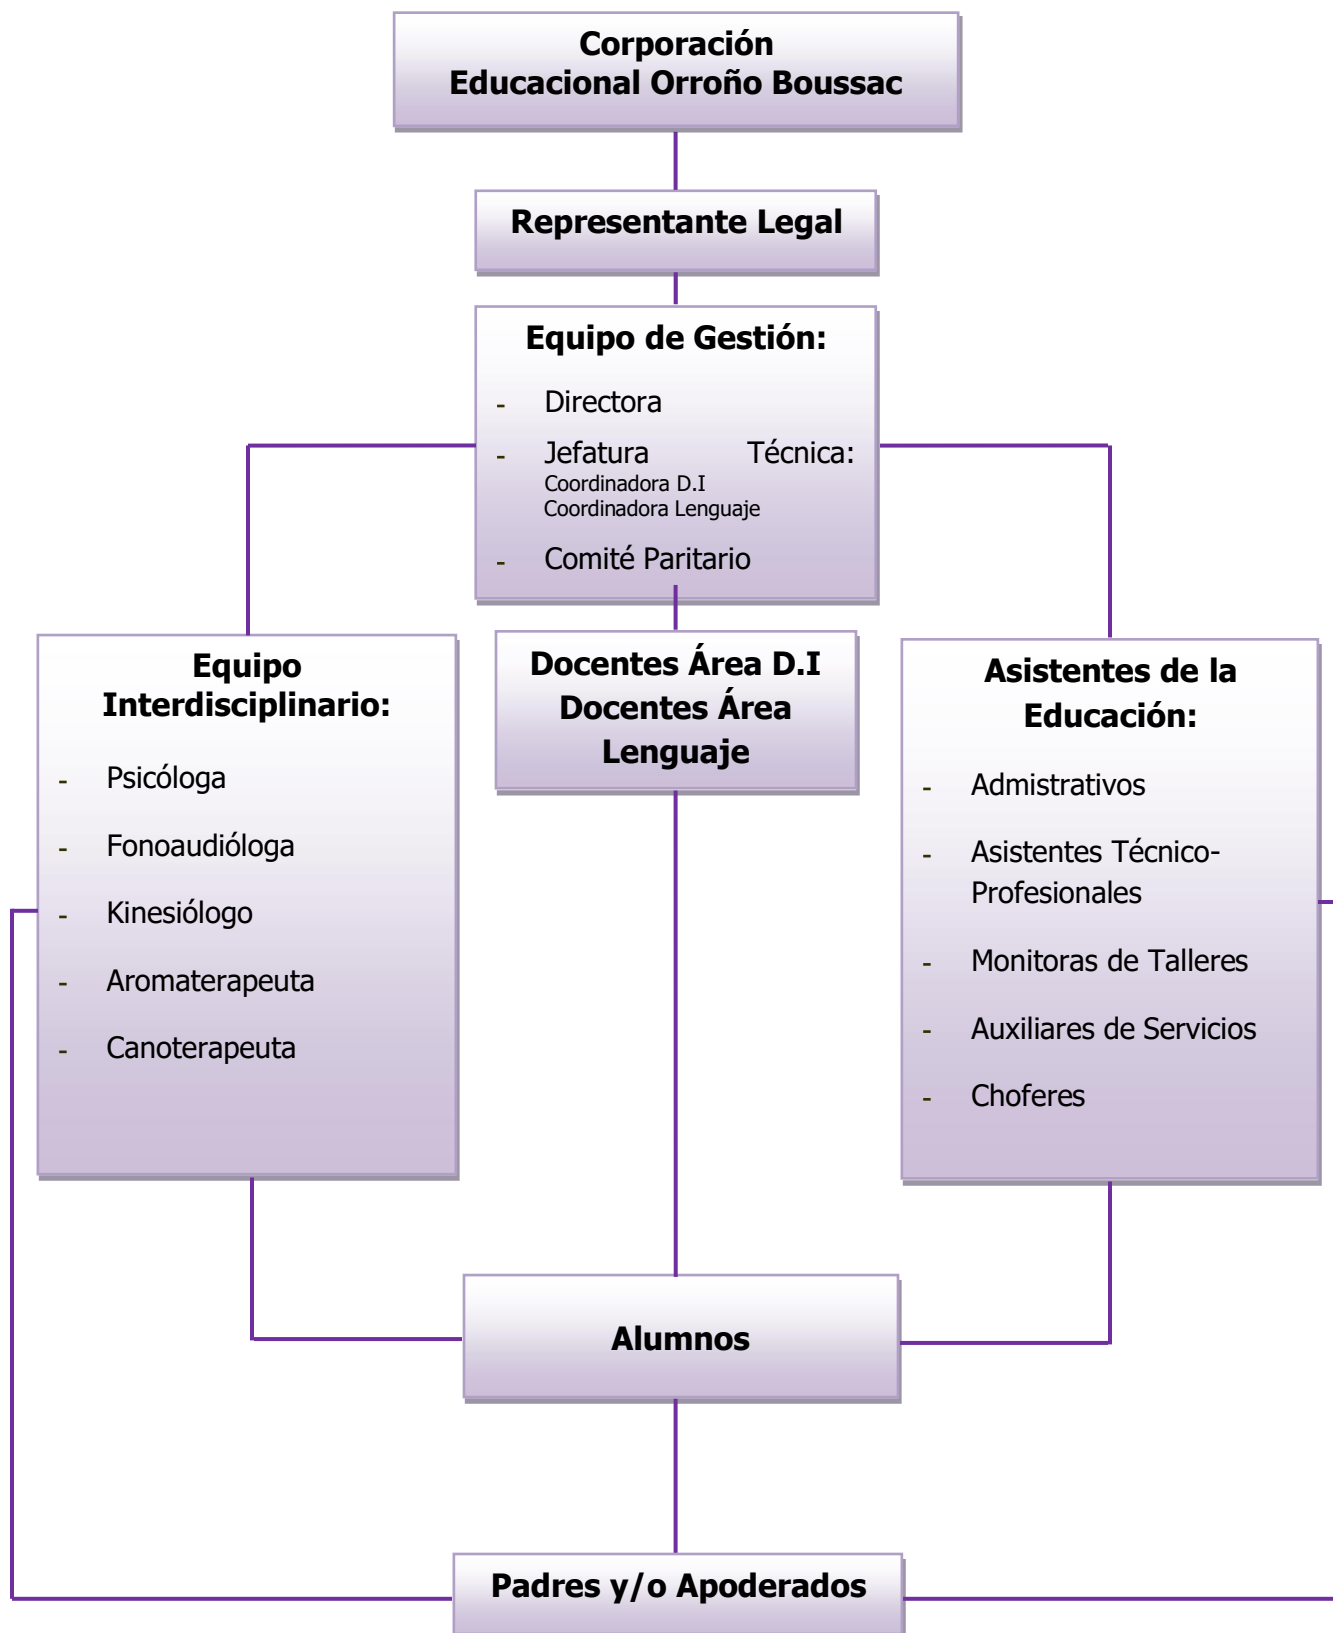 Corporación
Educacional Orroño Boussac
Representante Legal
Equipo de Gestión:
- Directora
- Jefatura Técnica:
Coordinadora D.I
Coordinadora Lenguaje
- Comité Paritario
Equipo
Interdisciplinario:
- Psicóloga
- Fonoaudióloga
- Kinesiólogo
- Aromaterapeuta
- Canoterapeuta
Docentes Área D.I
Docentes Área
Lenguaje
Asistentes de la
Educación:
- Admistrativos
- Asistentes Técnico-
Profesionales
- Monitoras de Talleres
- Auxiliares de Servicios
- Choferes
Alumnos
Padres y/o Apoderados